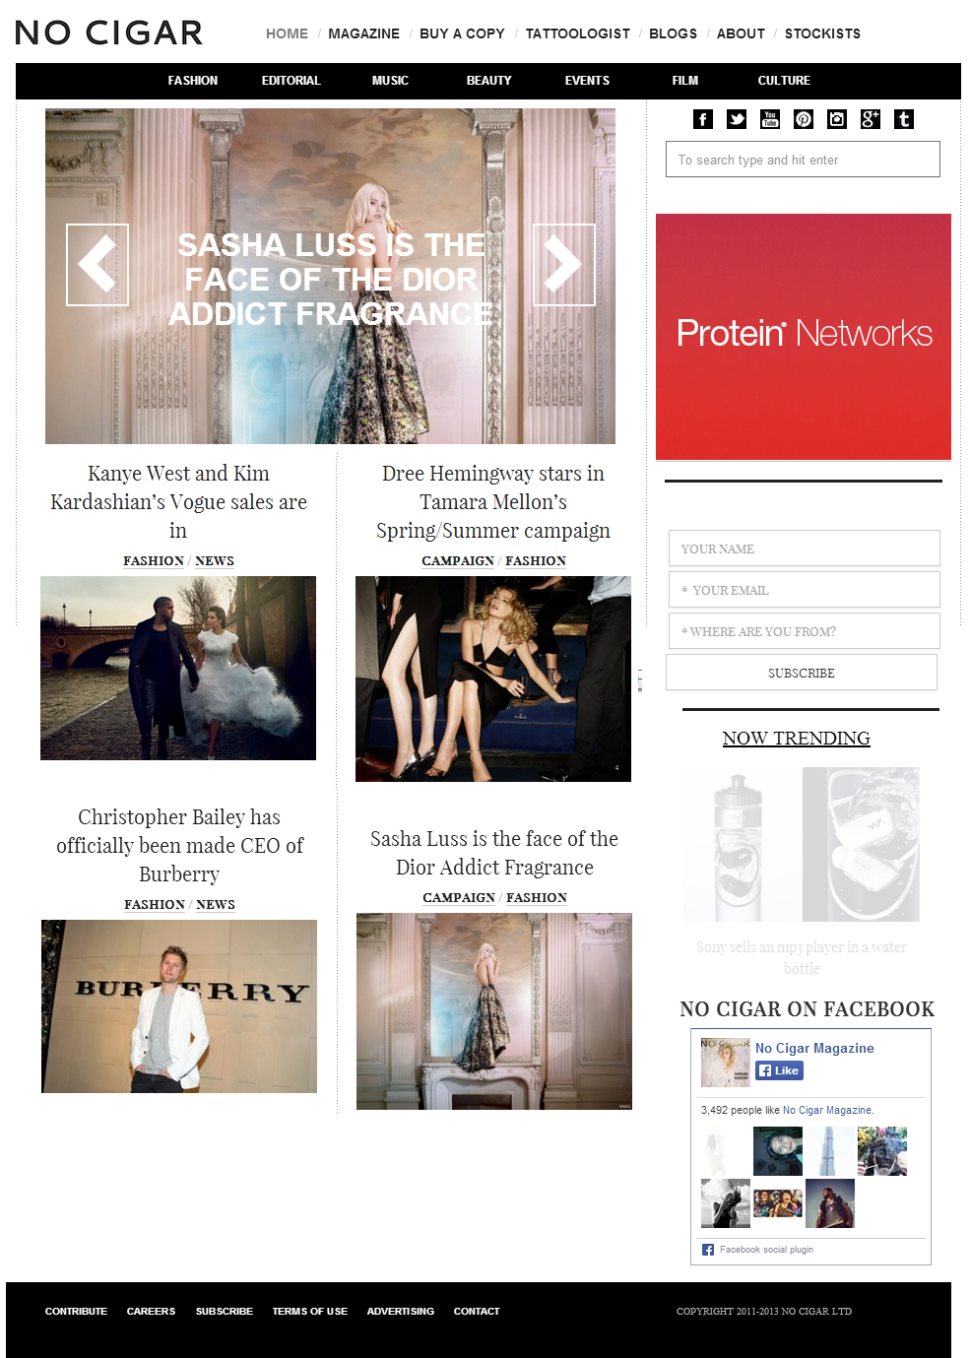 NO CIGAR
HOME / MAGAZINE / BUY A COPY / TATTOOLOGIST / BLOGS / ABOUT / STOCKISTS
FASHION EDITORIAL MUSIC BEAUTY EVENTS FILM CULTURE
You
Tube
To search type and hit enter
SASHA LUSS IS THE
FACE OF THE DIOR
ADDICT FRAGRANCE
Protein Networks
Kanye West and Kim
Kardashian's Vogue sales are
in
FASHION / NEWS
Dree Hemingway stars in
Tamara Mellon's
Spring/Summer campaign
CAMPAIGN / FASHION
YOUR NAME
* YOUR EMAIL
* WHERE ARE YOU FROM?
SUBSCRIBE
NOW TRENDING
Sony sells an mp3 player in a water
bottle
Christopher Bailey has
officially been made CEO of
Burberry
FASHION / NEWS
BURBERRY
Sasha Luss is the face of the
Dior Addict Fragrance
CAMPAIGN / FASHION
NO CIGAR ON FACEBOOK
NO CIGAR
No Cigar Magazine
Like
3,492 people like No Cigar Magazine.
Facebook social plugin
CONTRIBUTE CAREERS SUBSCRIBE TERMS OF USE ADVERTISING CONTACT
COPYRIGHT 2011-2013 NO CIGAR LTD